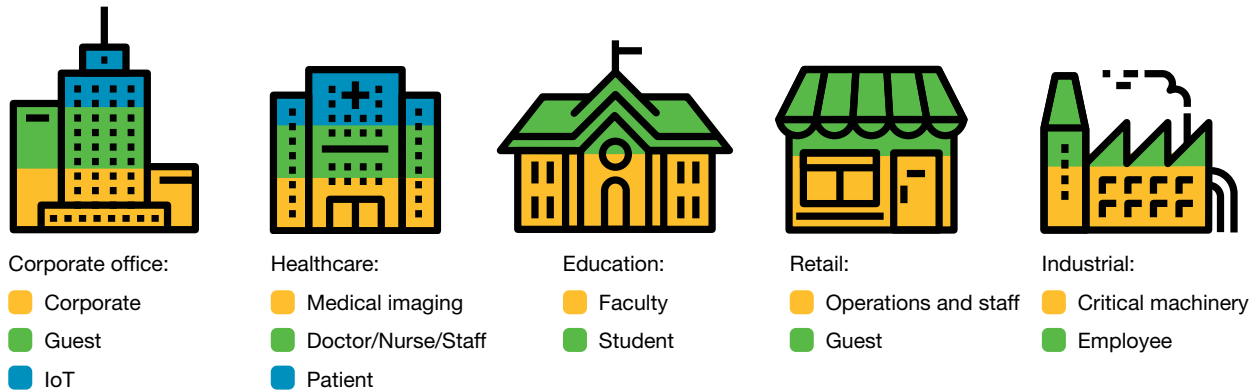 Corporate office:
Corporate
Guest
IoT
Healthcare:
Medical imaging
Doctor/Nurse/Staff
Patient
Education:
Faculty
Student
Retail:
Operations and staff
Guest
Industrial:
Critical machinery
Employee